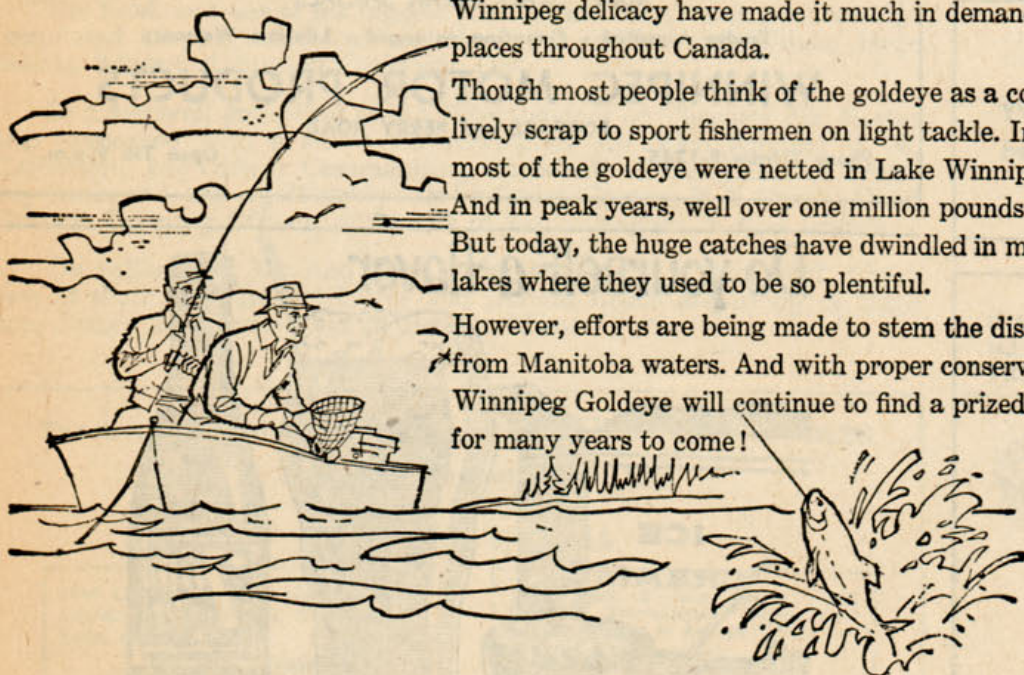 Winnipeg delicacy have made it much in deman
places throughout Canada.
Though most people think of the goldeye as a co
lively scrap to sport fishermen on light tackle. I
most of the goldeye were netted in Lake Winnip
And in peak years, well over one million pounds
But today, the huge catches have dwindled in m
lakes where they used to be so plentiful.
However, efforts are being made to stem the dis
from Manitoba waters. And with proper conserv
Winnipeg Goldeye will continue to find a prized
for many years to come!